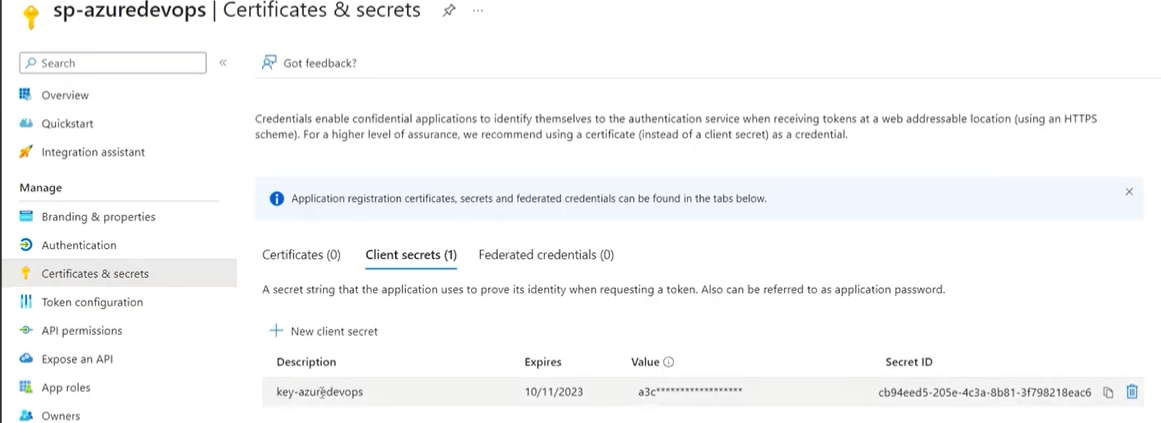 sp-azuredevops | Certificates & secrets
Search
Got feedback?
Overview
Quickstart
Integration assistant
Manage
Branding & properties
Authentication
Certificates & secrets
Token configuration
API permissions
Expose an API
App roles
Owners
Credentials enable confidential applications to identify themselves to the authentication service when receiving tokens at a web addressable location (using an HTTPS
scheme). For a higher level of assurance, we recommend using a certificate (instead of a client secret) as a credential.
Application registration certificates, secrets and federated credentials can be found in the tabs below.
Certificates (0) Client secrets (1) Federated credentials (0)
A secret string that the application uses to prove its identity when requesting a token. Also can be referred to as application password.
New client secret
Description Expires Value Secret ID
key-azuredevops 10/11/2023 a3c****************** cb94eed5-205e-4c3a-8b81-3f798218eac6